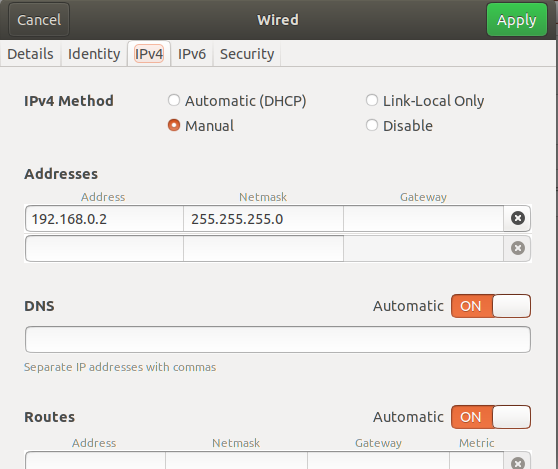 Cancel Wired Apply
Details Identity IPv4 IPv6 Security
IPv4 Method Automatic (DHCP) Link-Local Only
Manual Disable
Addresses
Address Netmask Gateway
192.168.0.2 255.255.255.0
DNS Automatic ON
Separate IP addresses with commas
Routes Automatic ON
Address Netmask Gateway Metric